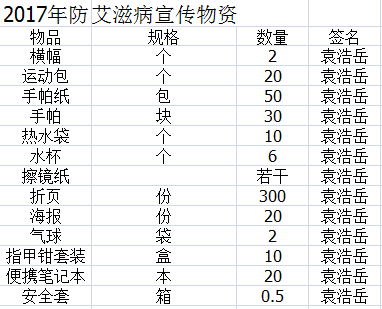 2017年防艾滋病宣传物资
物品 规格 数量 签名
横幅 个 2 袁浩岳
运动包 个 20 袁浩岳
手帕纸 包 50 袁浩岳
手帕 块 30 袁浩岳
热水袋 个 10 袁浩岳
水杯 个 6 袁浩岳
擦镜纸 若干 袁浩岳
折页 份 300 袁浩岳
海报 份 20 袁浩岳
气球 袋 2 袁浩岳
指甲钳套装 盒 10 袁浩岳
便携笔记本 本 20 袁浩岳
安全套 箱 0.5 袁浩岳